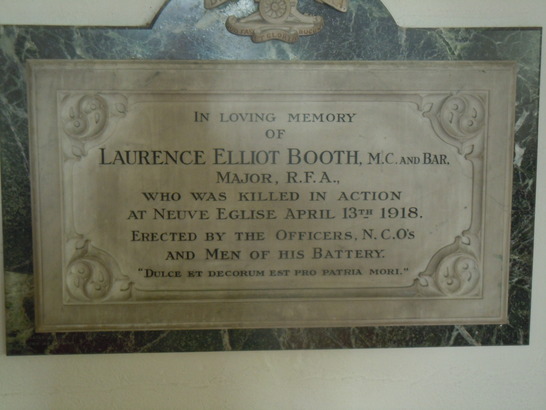 IN LOVING MEMORY
OF
LAURENCE ELLIOT BOOTH, M.C. AND BAR.
MAJOR, R.F.A.,
WHO WAS KILLED IN ACTION
AT NEUVE EGLISE APRIL 13TH 1918.
ERECTED BY THE OFFICERS, N.C.O'S
AND MEN OF HIS BATTERY.
"DULCE ET DECORUM EST PRO PATRIA MORI."